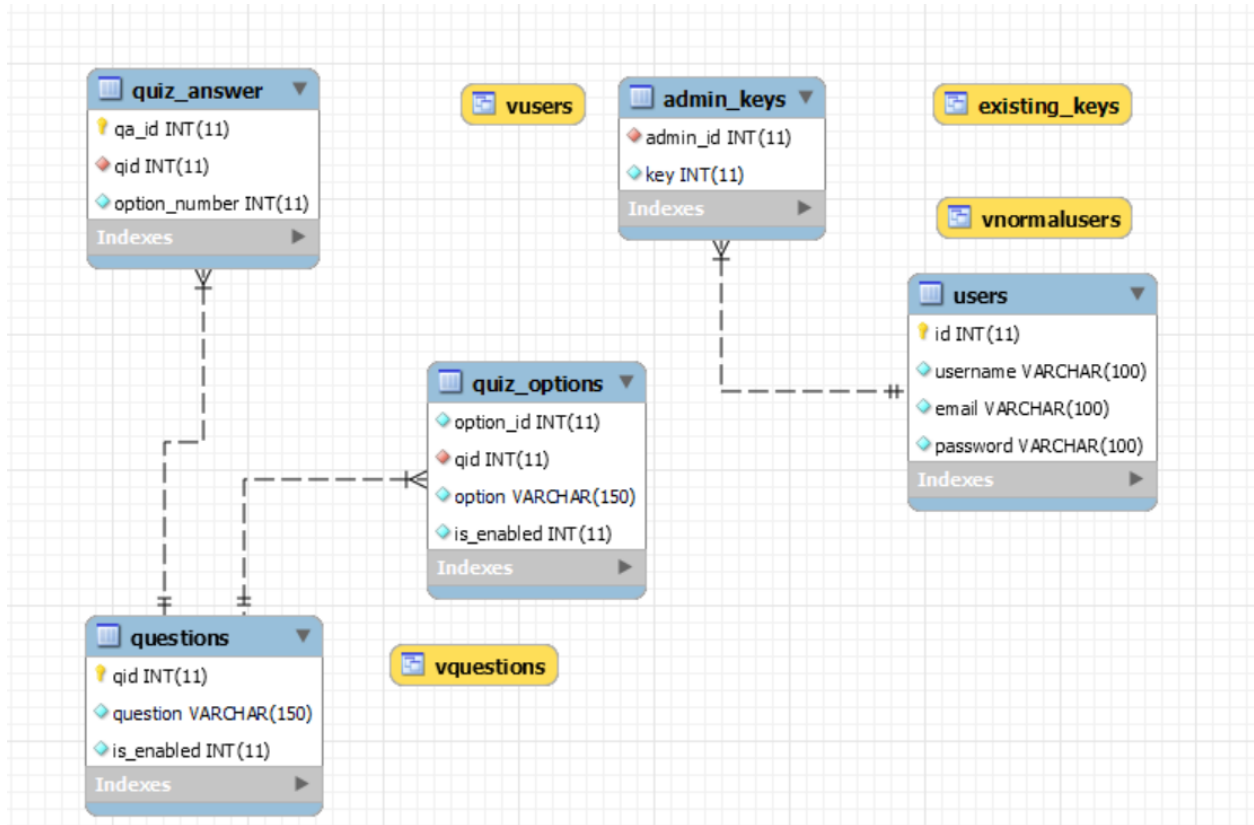 quiz_answer
qa_id INT(11)
qid INT(11)
option_number INT(11)
Indexes
vusers
admin_keys
admin_id INT(11)
key INT(11)
Indexes
existing_keys
vnormalusers
users
id INT(11)
username VARCHAR(100)
email VARCHAR(100)
password VARCHAR(100)
Indexes
quiz_options
option_id INT(11)
qid INT(11)
option VARCHAR(150)
is_enabled INT(11)
Indexes
questions
qid INT(11)
question VARCHAR(150)
is_enabled INT(11)
Indexes
vquestions